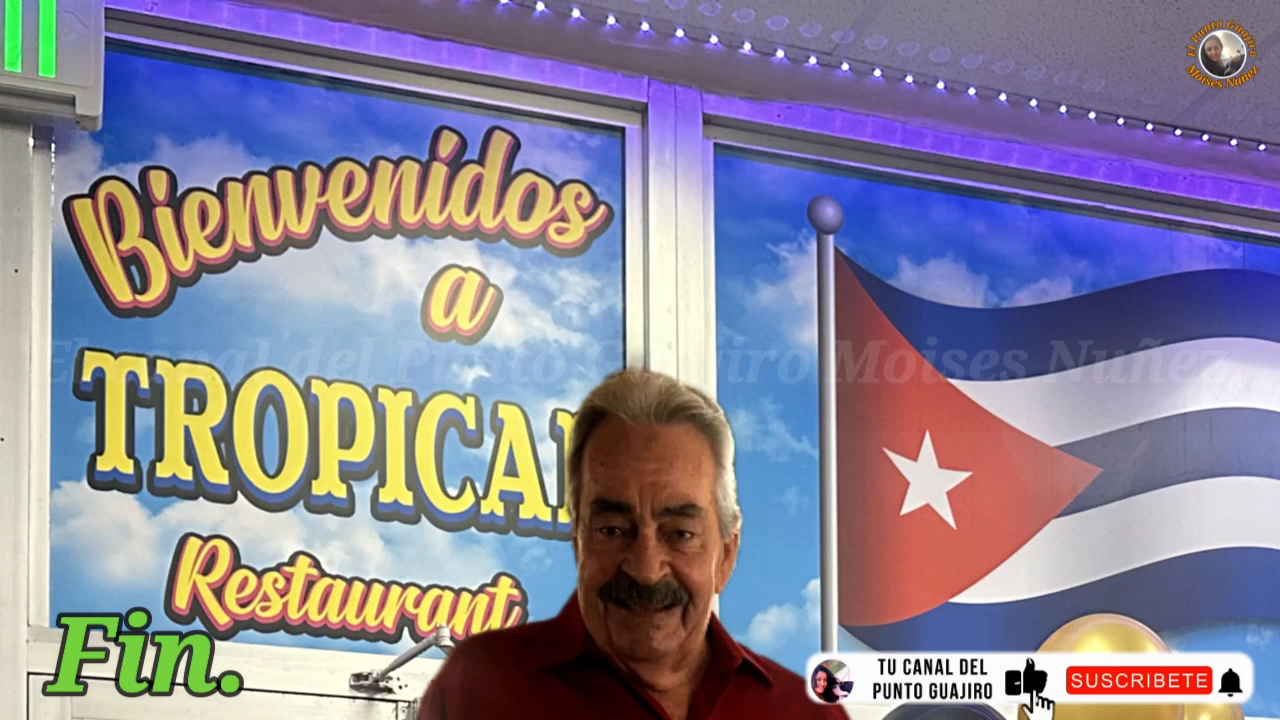 Bienvenidos
a
TROPICAL
Restaurant
El canal del Punto Guajiro Moises Nuñez
El Punto Guajiro
Moises Nuñez
Fin.
TU CANAL DEL
PUNTO GUAJIRO
SUSCRIBETE